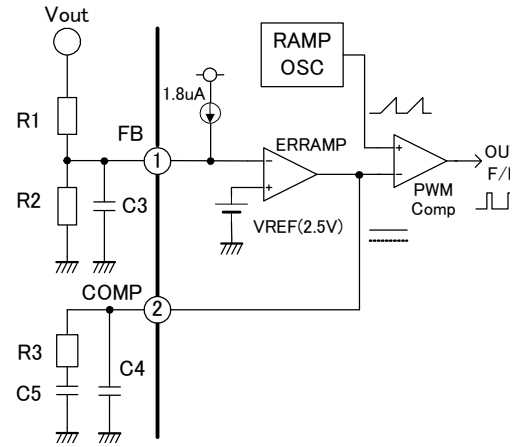 Vout
RAMP
OSC
1.8uA
R1
FB
1
ERRAMP
+
OU
F/
R2
C3
VREF(2.5V)
PWM
Comp
COMP
2
R3
C4
C5